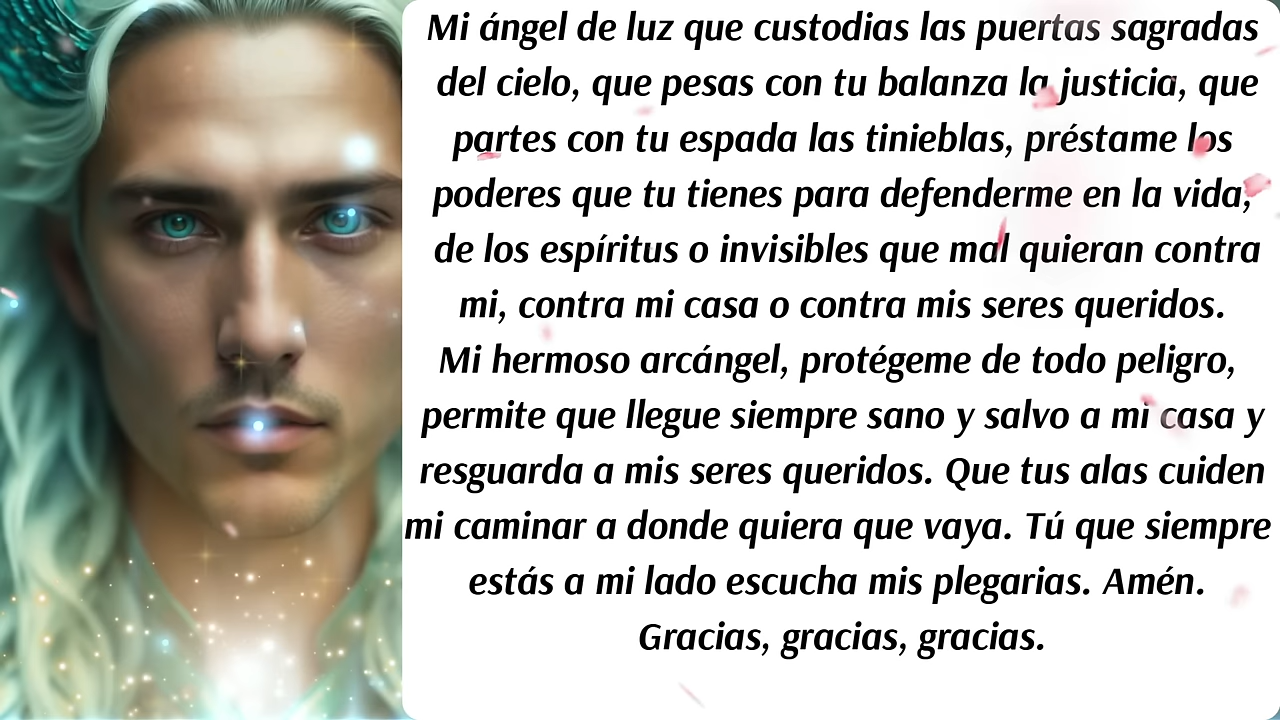 Mi ángel de luz que custodias las puertas sagradas
del cielo, que pesas con tu balanza la justicia, que
partes con tu espada las tinieblas, préstame los
poderes que tu tienes para defenderme en la vida,
de los espíritus o invisibles que mal quieran contra
mi, contra mi casa o contra mis seres queridos.
Mi hermoso arcángel, protégeme de todo peligro,
permite que llegue siempre sano y salvo a mi casa y
resguarda a mis seres queridos. Que tus alas cuiden
mi caminar a donde quiera que vaya. Tú que siempre
estás a mi lado escucha mis plegarias. Amén.
Gracias, gracias, gracias.